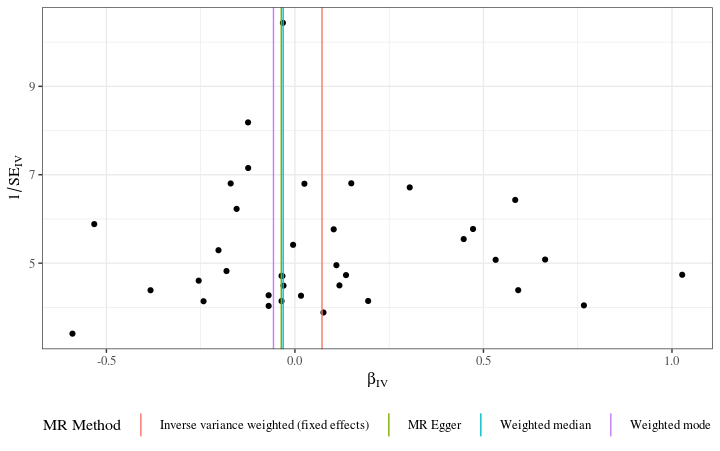 1/SE_IV
9
7
5
-0.5 0.0 0.5 1.0
β_IV
MR Method Inverse variance weighted (fixed effects) MR Egger Weighted median Weighted mode